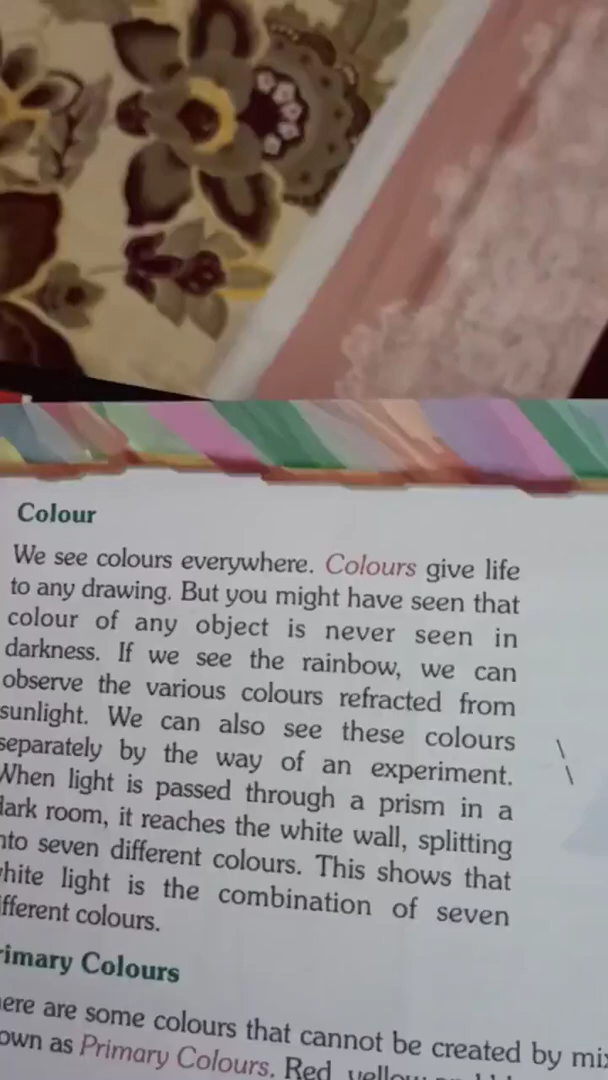 Colour
We see colours everywhere. Colours give life
to any drawing. But you might have seen that
colour of any object is never seen in
darkness. If we see the rainbow, we can
observe the various colours refracted from
sunlight. We can also see these colours
separately by the way of an experiment.
When light is passed through a prism in a
dark room, it reaches the white wall, splitting
into seven different colours. This shows that
white light is the combination of seven
different colours.
Primary Colours
There are some colours that cannot be created by
known as Primary Colours. Red, yellow